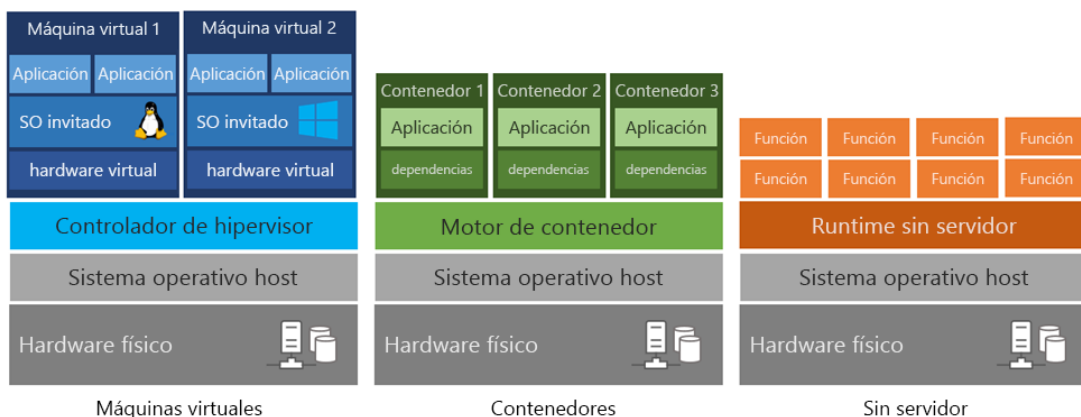 Máquina virtual 1
Aplicación Aplicación
SO invitado
hardware virtual
Máquina virtual 2
Aplicación Aplicación
SO invitado
hardware virtual
Controlador de hipervisor
Sistema operativo host
Hardware físico
Máquinas virtuales
Contenedor 1
Aplicación
dependencias
Contenedor 2
Aplicación
dependencias
Contenedor 3
Aplicación
dependencias
Motor de contenedor
Sistema operativo host
Hardware físico
Contenedores
Función Función Función Función
Función Función Función Función
Runtime sin servidor
Sistema operativo host
Hardware físico
Sin servidor